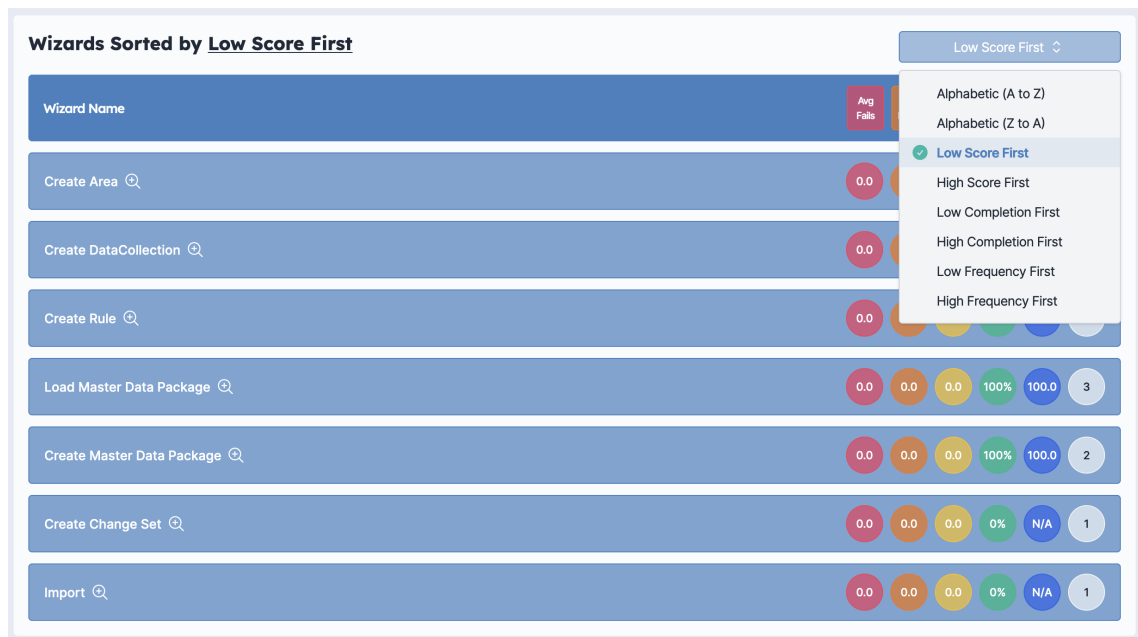 Wizards Sorted by Low Score First
Low Score First
Wizard Name
Avg
Fails
Alphabetic (A to Z)
Alphabetic (Z to A)
Low Score First
High Score First
Low Completion First
High Completion First
Low Frequency First
High Frequency First
Create Area
0.0
Create DataCollection
0.0
Create Rule
0.0
Load Master Data Package
0.0 0.0 0.0 100% 100.0 3
Create Master Data Package
0.0 0.0 0.0 100% 100.0 2
Create Change Set
0.0 0.0 0.0 0% N/A 1
Import
0.0 0.0 0.0 0% N/A 1